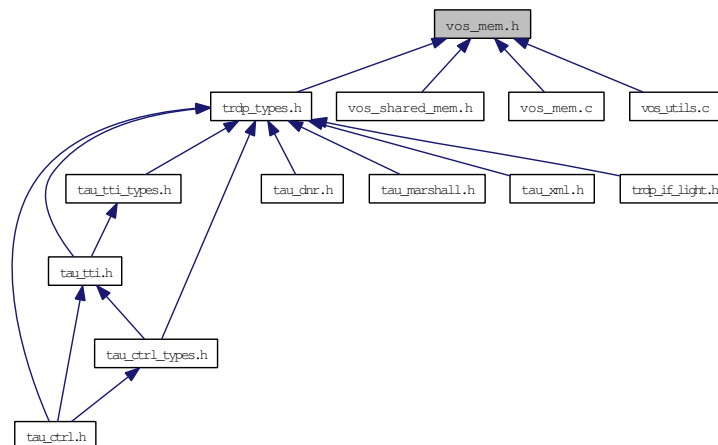 vos_mem.h
trdp_types.h
vos_shared_mem.h
vos_mem.c
vos_utils.c
tau_tti_types.h
tau_dnr.h
tau_marshall.h
tau_xml.h
trdp_if_light.h
tau_tti.h
tau_ctrl_types.h
tau_ctrl.h